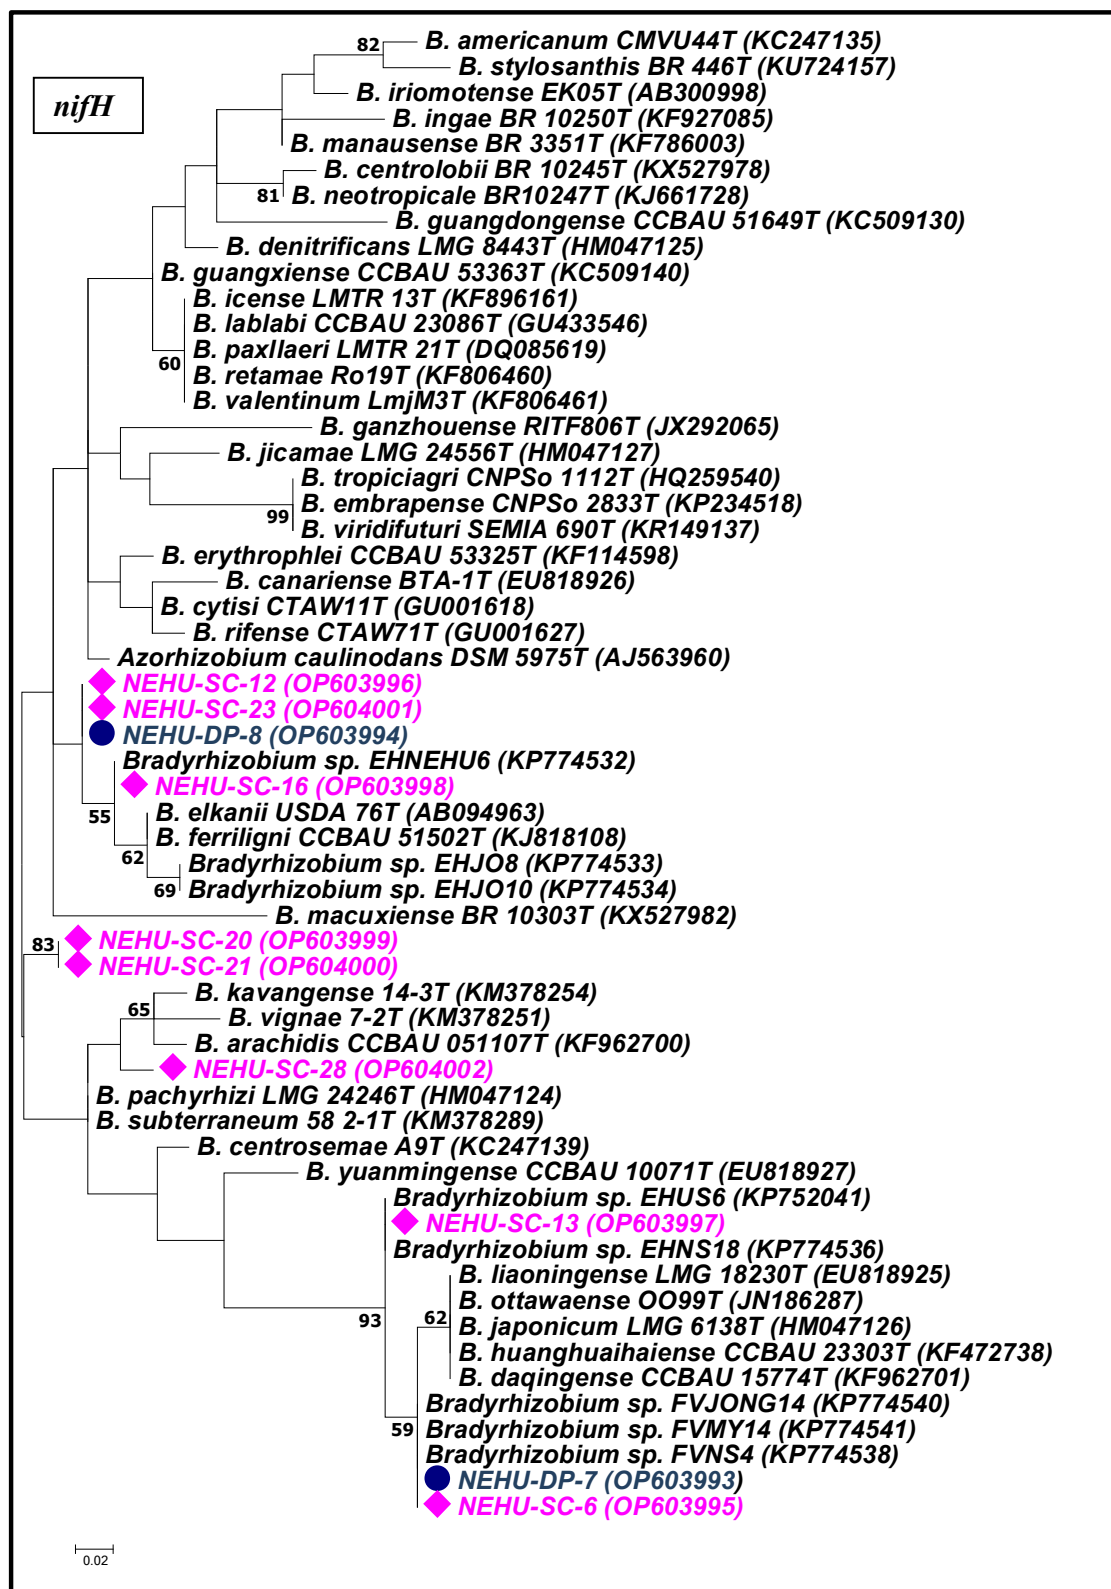 82
B. americanum CMVU44T (KC247135)
B. stylosanthis BR 446T (KU724157)
nifH
B. iriomotense EK05T (AB300998)
B. ingae BR 10250T (KF927085)
B. manausense BR 3351T (KF786003)
B. centrolobii BR 10245T (KX527978)
81
B. neotropicale BR10247T (KJ661728)
B. guangdongense CCBAU 51649T (KC509130)
B. denitrificans LMG 8443T (HM047125)
B. guangxiense CCBAU 53363T (KC509140)
B. icense LMTR 13T (KF896161)
B. lablabi CCBAU 23086T (GU433546)
B. paxllaeri LMTR 21T (DQ085619)
60
B. retamae Ro19T (KF806460)
B. valentinum LmjM3T (KF806461)
B. ganzhouense RITF806T (JX292065)
B. jicamae LMG 24556T (HM047127)
B. tropiciagri CNPSo 1112T (HQ259540)
B. embrapense CNPSo 2833T (KP234518)
99
B. viridifuturi SEMIA 690T (KR149137)
B. erythrophlei CCBAU 53325T (KF114598)
B. canariense BTA-1T (EU818926)
B. cytisi CTAW11T (GU001618)
B. rifense CTAW71T (GU001627)
Azorhizobium caulinodans DSM 5975T (AJ563960)
NEHU-SC-12 (OP603996)
NEHU-SC-23 (OP604001)
NEHU-DP-8 (OP603994)
Bradyrhizobium sp. EHNEHU6 (KP774532)
NEHU-SC-16 (OP603998)
55
B. elkanii USDA 76T (AB094963)
B. ferriligni CCBAU 51502T (KJ818108)
62
Bradyrhizobium sp. EHJO8 (KP774533)
69
Bradyrhizobium sp. EHJO10 (KP774534)
B. macuxiense BR 10303T (KX527982)
83
NEHU-SC-20 (OP603999)
NEHU-SC-21 (OP604000)
B. kavangense 14-3T (KM378254)
65
B. vignae 7-2T (KM378251)
B. arachidis CCBAU 051107T (KF962700)
NEHU-SC-28 (OP604002)
B. pachyrhizi LMG 24246T (HM047124)
B. subterraneum 58 2-1T (KM378289)
B. centrosemae A9T (KC247139)
B. yuanmingense CCBAU 10071T (EU818927)
Bradyrhizobium sp. EHUS6 (KP752041)
NEHU-SC-13 (OP603997)
Bradyrhizobium sp. EHNS18 (KP774536)
B. liaoningense LMG 18230T (EU818925)
B. ottawaense OO99T (JN186287)
93
62
B. japonicum LMG 6138T (HM047126)
B. huanghuaihaiense CCBAU 23303T (KF472738)
B. daqingense CCBAU 15774T (KF962701)
Bradyrhizobium sp. FVJONG14 (KP774540)
59
Bradyrhizobium sp. FVMY14 (KP774541)
Bradyrhizobium sp. FVNS4 (KP774538)
NEHU-DP-7 (OP603993)
NEHU-SC-6 (OP603995)
0.02